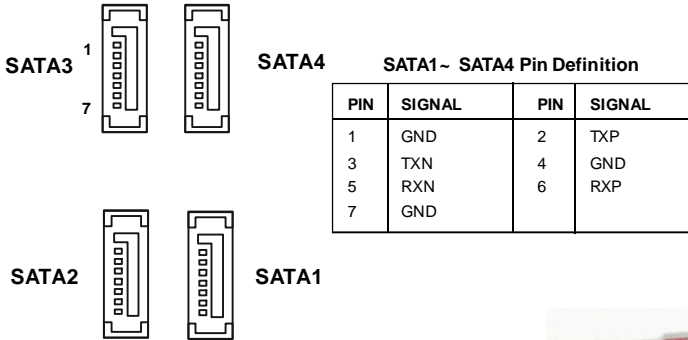 SATA3 1 SATA4
7
SATA1~ SATA4 Pin Definition
PIN SIGNAL PIN SIGNAL
1 GND 2 TXP
3 TXN 4 GND
5 RXN 6 RXP
7 GND
SATA2 SATA1